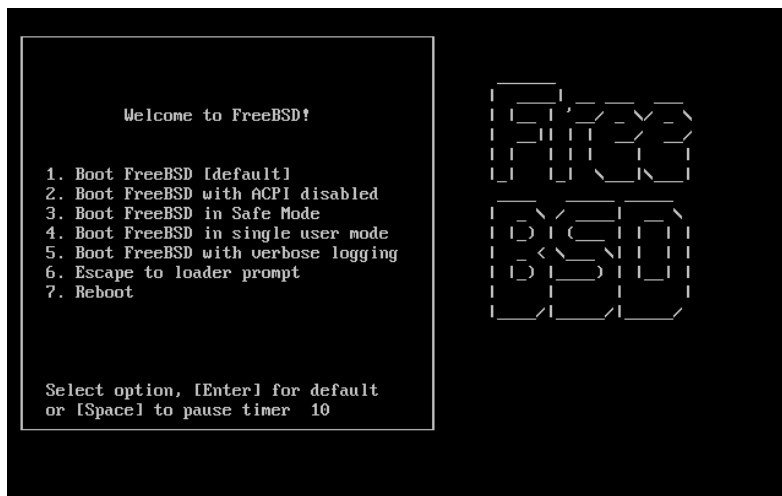 Welcome to FreeBSD!
1. Boot FreeBSD [default]
2. Boot FreeBSD with ACPI disabled
3. Boot FreeBSD in Safe Mode
4. Boot FreeBSD in single user mode
5. Boot FreeBSD with verbose logging
6. Escape to loader prompt
7. Reboot
Select option, [Enter] for default
or [Space] to pause timer 10
Free
BSD